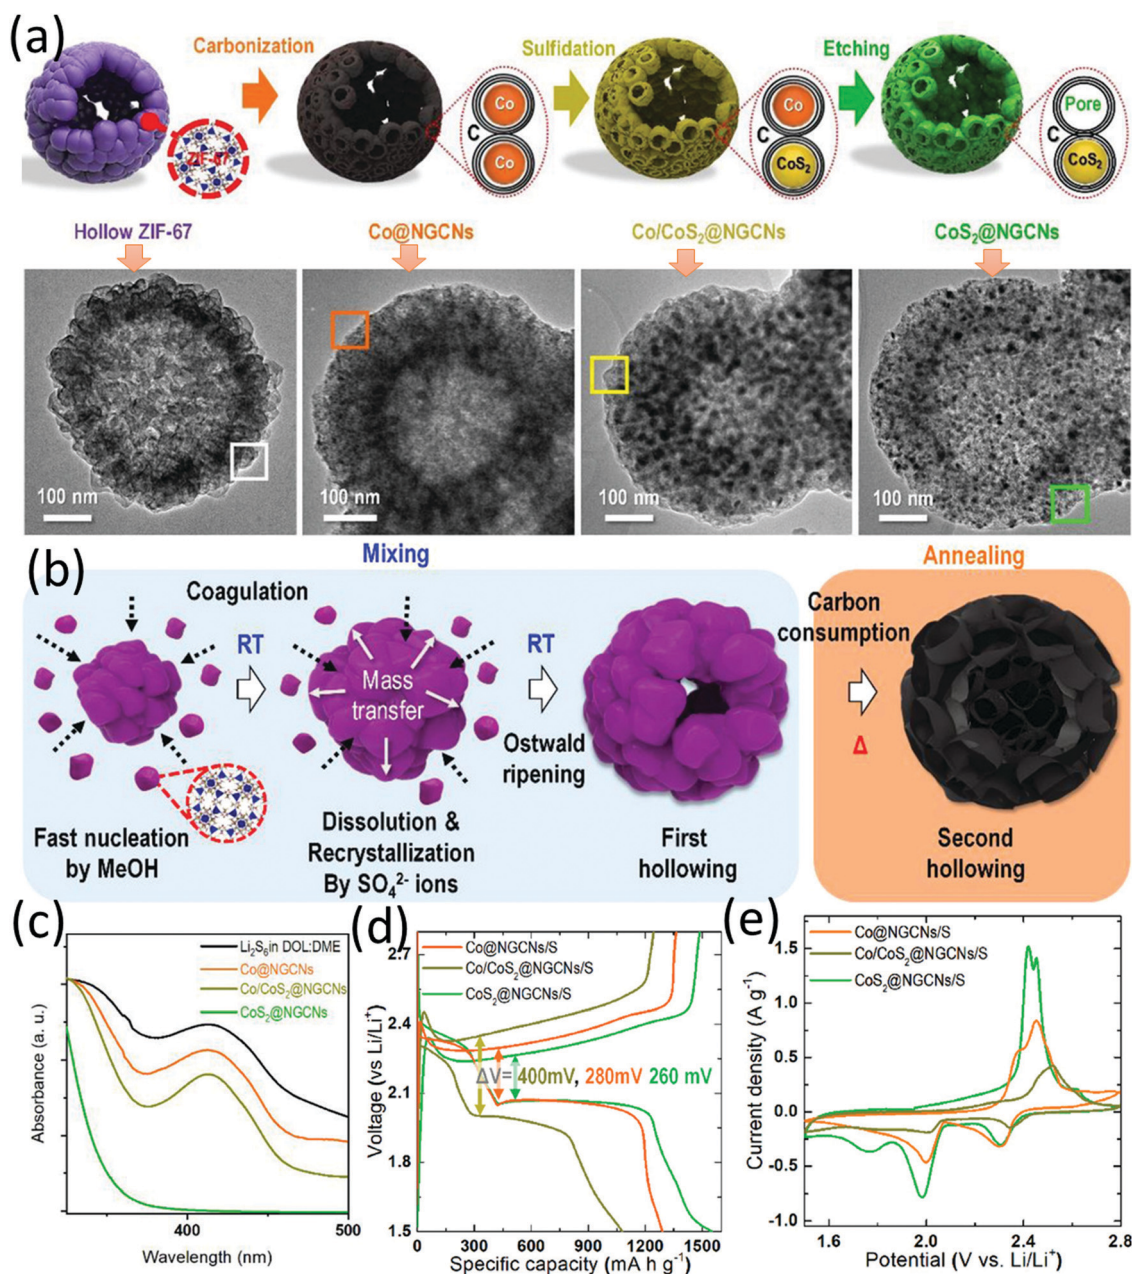 (a)
Carbonization
Sulfidation
Etching
ZIF-67
C
Co
Co
C
Co
CoS₂
C
Pore
CoS₂
Hollow ZIF-67
Co@NGCNs
Co/CoS₂@NGCNs
CoS₂@NGCNs
100 nm
100 nm
100 nm
100 nm
(b)
Mixing
Annealing
Coagulation
RT
Mass
transfer
RT
Ostwald
ripening
Carbon
consumption
Δ
Fast nucleation
by MeOH
Dissolution &
Recrystallization
By SO₄²⁻ ions
First
hollowing
Second
hollowing
(c)
Li₂S₆in DOL:DME
Co@NGCNs
Co/CoS₂@NGCNs
CoS₂@NGCNs
Absorbance (a. u.)
400
500
Wavelength (nm)
(d)
Co@NGCNs/S
Co/CoS₂@NGCNs/S
CoS₂@NGCNs/S
ΔV= 400mV, 280mV 260 mV
Voltage (vs Li/Li⁺)
2.7
2.4
2.1
1.8
1.5
0
300
600
900
1200
1500
Specific capacity (mA h g⁻¹)
(e)
Co@NGCNs/S
Co/CoS₂@NGCNs/S
CoS₂@NGCNs/S
Current density (A g⁻¹)
1.5
1.0
0.5
0.0
-0.5
-1.0
1.6
2.0
2.4
2.8
Potential (V vs. Li/Li⁺)